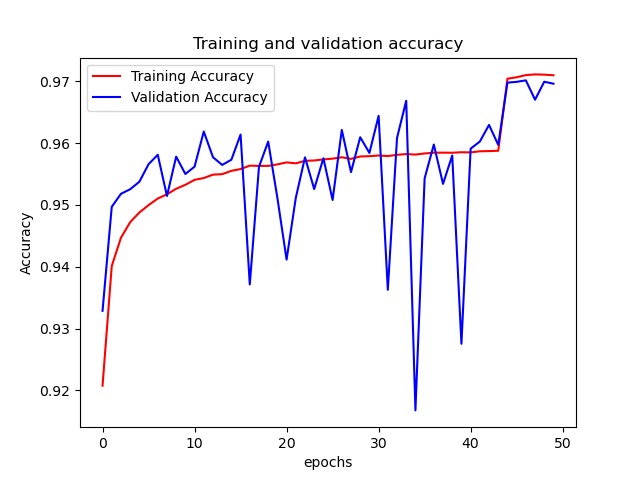 Training and validation accuracy
Training Accuracy
Validation Accuracy
0.97
0.96
0.95
0.94
0.93
0.92
Accuracy
0 10 20 30 40 50
epochs